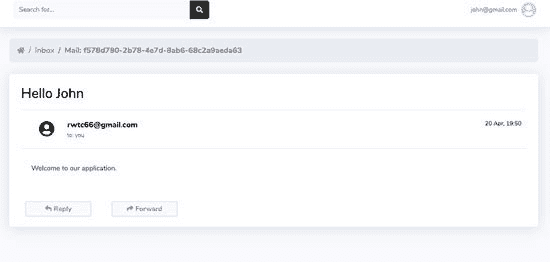 Search for...
john@gmail.com
/ Inbox / Mail: f578d780-2b78-4e7d-8ab6-68c2a9aeda63
Hello John
rwtc66@gmail.com
20 Apr, 19:50
to: you
Welcome to our application.
Reply
Forward